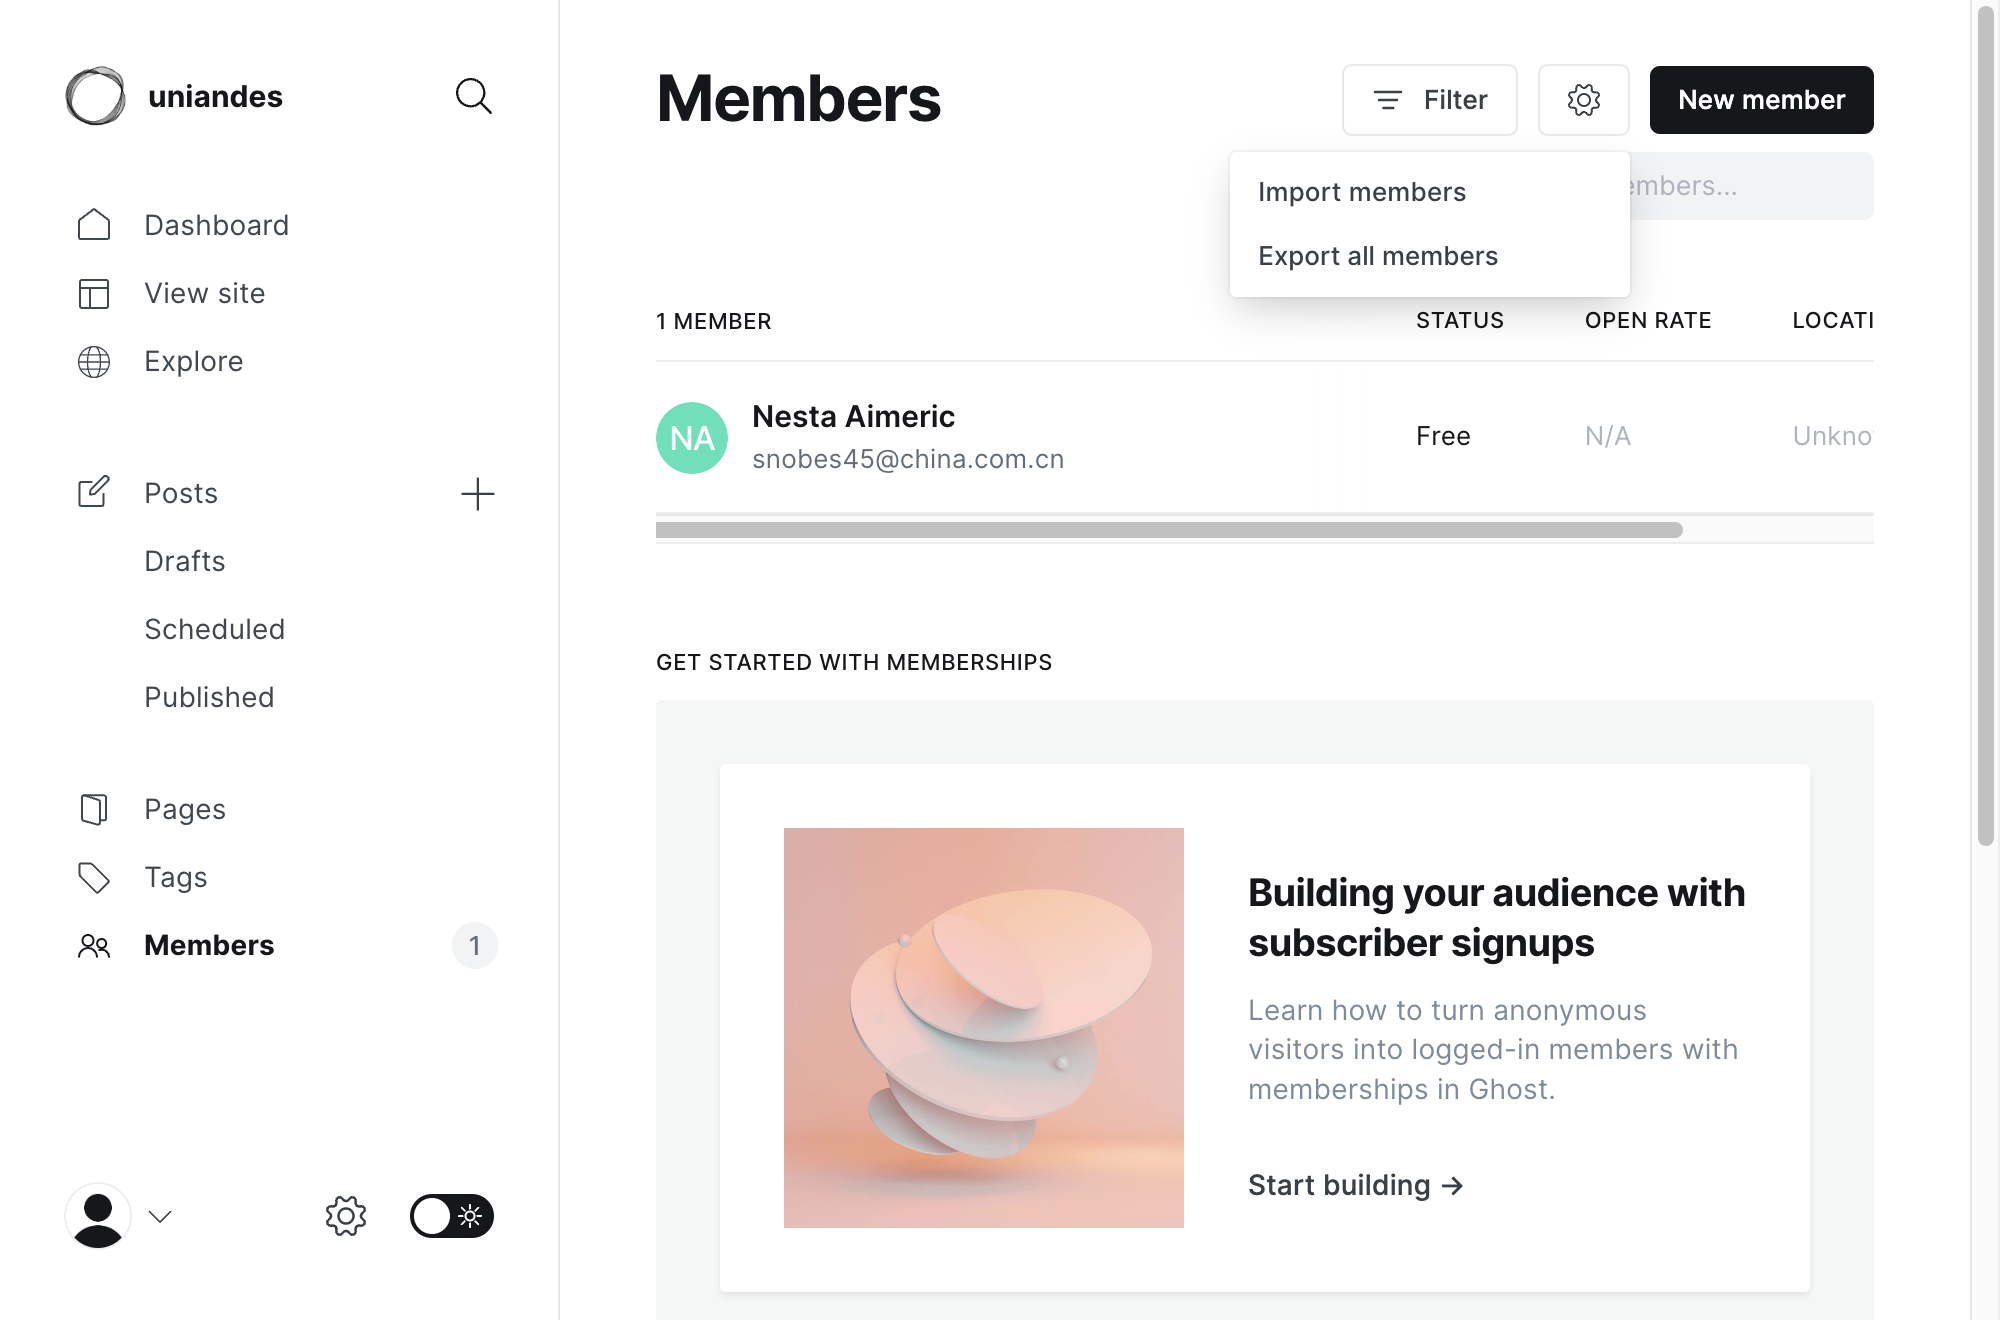 uniandes
Dashboard
View site
Explore
Posts
Drafts
Scheduled
Published
Pages
Tags
Members
1
Members
Filter
New member
Import members
Export all members
1 MEMBER
STATUS
OPEN RATE
NA
Nesta Aimeric
snobes45@china.com.cn
Free
N/A
GET STARTED WITH MEMBERSHIPS
Building your audience with
subscriber signups
Learn how to turn anonymous
visitors into logged-in members with
memberships in Ghost.
Start building →